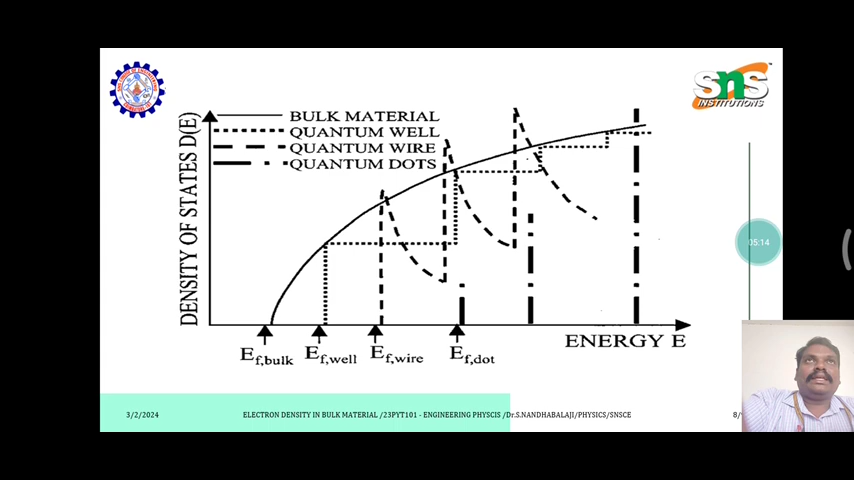 SNS
INSTITUTIONS
BULK MATERIAL
QUANTUM WELL
QUANTUM WIRE
QUANTUM DOTS
DENSITY OF STATES D(E)
05:14
ENERGY E
Ef,bulk Ef,well Ef,wire Ef,dot
3/2/2024 ELECTRON DENSITY IN BULK MATERIAL /23PYT101 - ENGINEERING PHYSCIS /Dr.S.NANDHABALAJI/PHYSICS/SNSCE 8/